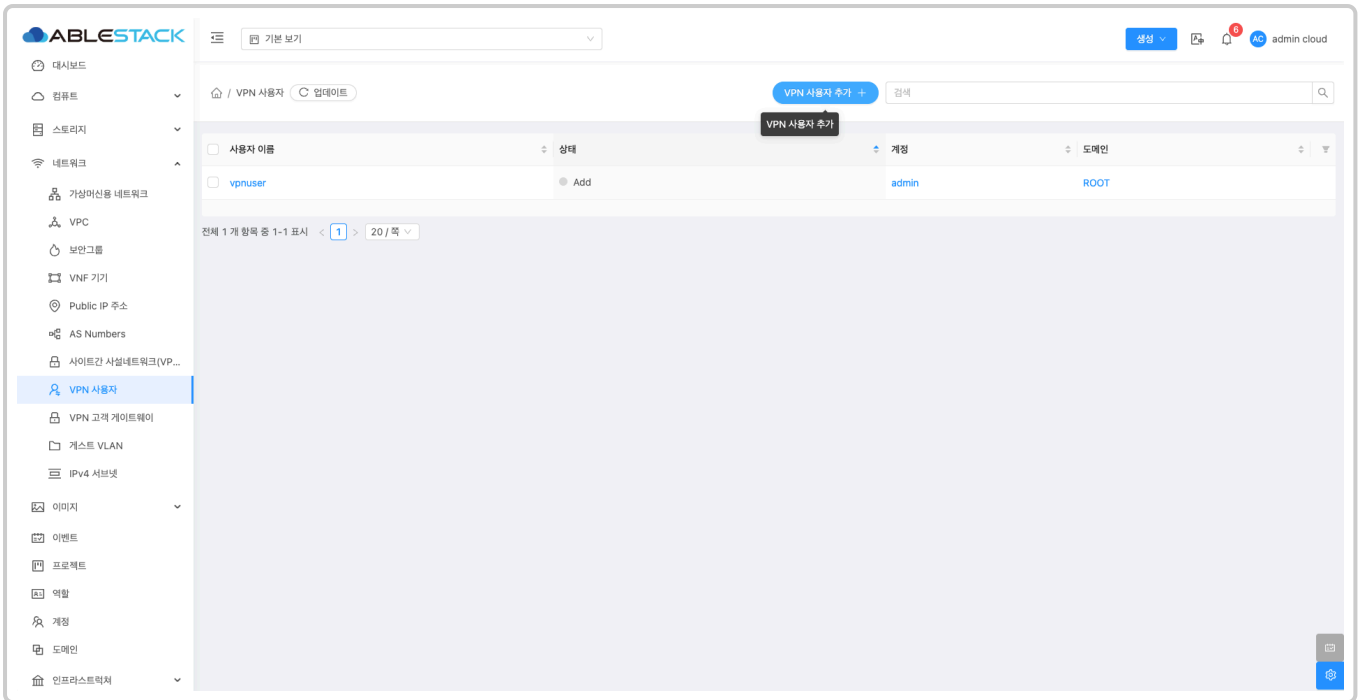 ABLESTACK
기본 보기
생성
6
AC
admin cloud
대시보드
컴퓨트
스토리지
네트워크
가상머신용 네트워크
VPC
보안그룹
VNF 기기
Public IP 주소
AS Numbers
사이트간 사설네트워크(VP...
VPN 사용자
VPN 고객 게이트웨이
게스트 VLAN
IPv4 서브넷
이미지
이벤트
프로젝트
역할
계정
도메인
인프라스트럭쳐
/ VPN 사용자
업데이트
VPN 사용자 추가 +
검색
VPN 사용자 추가
사용자 이름 상태 계정 도메인
vpnuser Add admin ROOT
전체 1 개 항목 중 1-1 표시 < 1 > 20 / 쪽